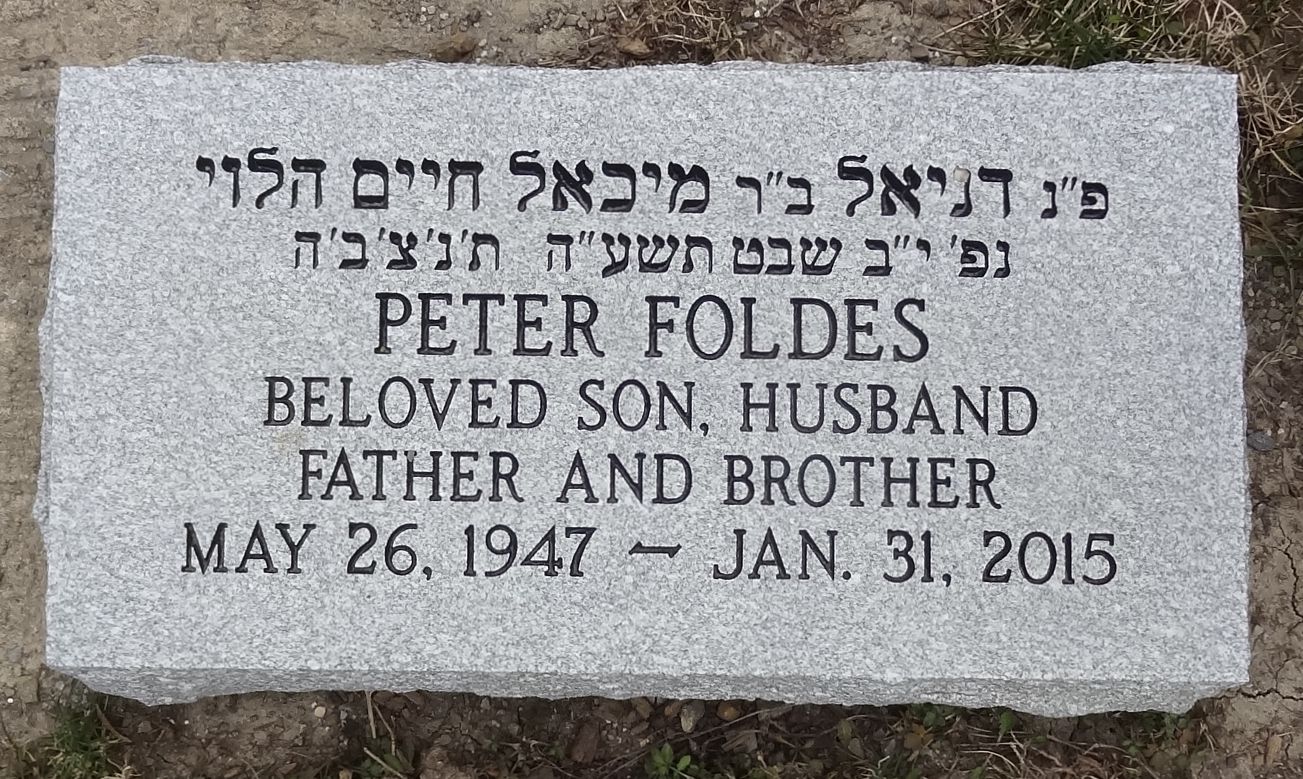 פ"נ דניאל ב"ר מיכאל חיים הלוי
נפ' י"ב שבט תשע"ה ת'נ'צ'ב'ה
PETER FOLDES
BELOVED SON, HUSBAND
FATHER AND BROTHER
MAY 26, 1947 ~ JAN. 31, 2015